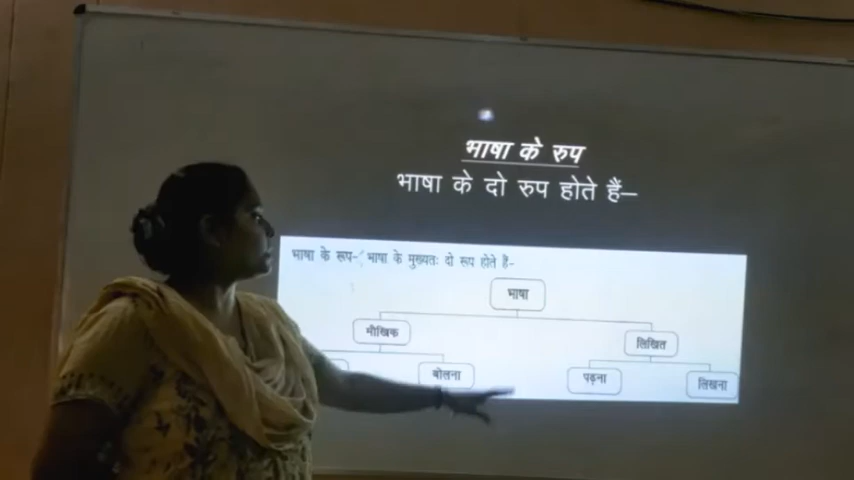 भाषा के रुप
भाषा के दो रुप होते हैं–
भाषा के रूप- भाषा के मुख्यतः दो रूप होते हैं-
भाषा
मौखिक
लिखित
बोलना
पढ़ना
लिखना